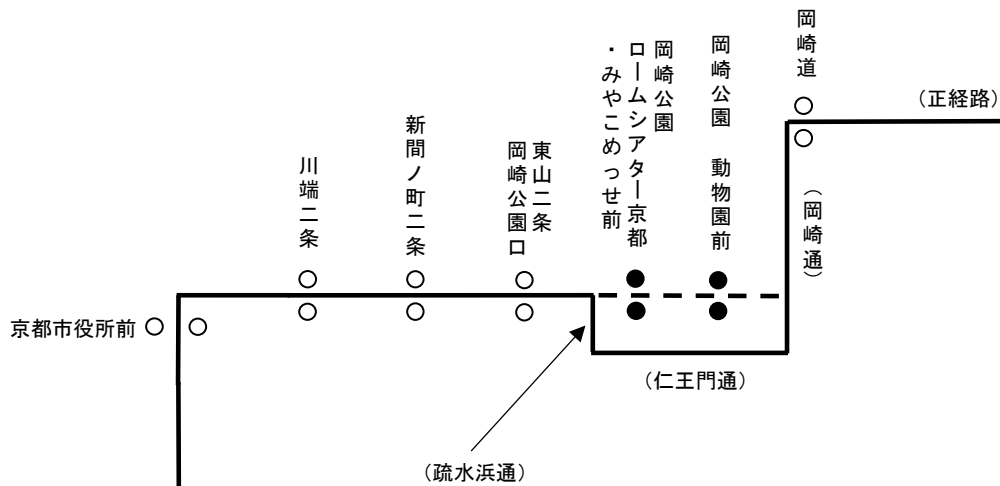 岡崎道
(正経路)
岡崎公園 動物園前
岡崎公園
ロームシアター京都
・みやこめっせ前
東山二条
岡崎公園口
新間ノ町二条
川端二条
(岡崎通)
京都市役所前
(仁王門通)
(疏水浜通)